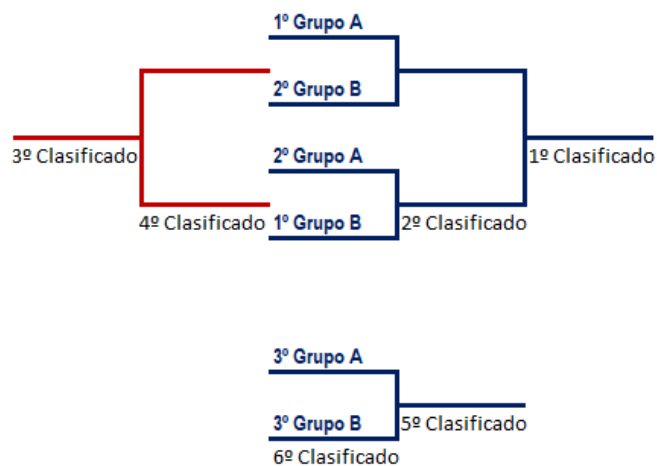 1º Grupo A
2º Grupo B
3º Clasificado
1º Clasificado
2º Grupo A
4º Clasificado
1º Grupo B
2º Clasificado
3º Grupo A
3º Grupo B
5º Clasificado
6º Clasificado